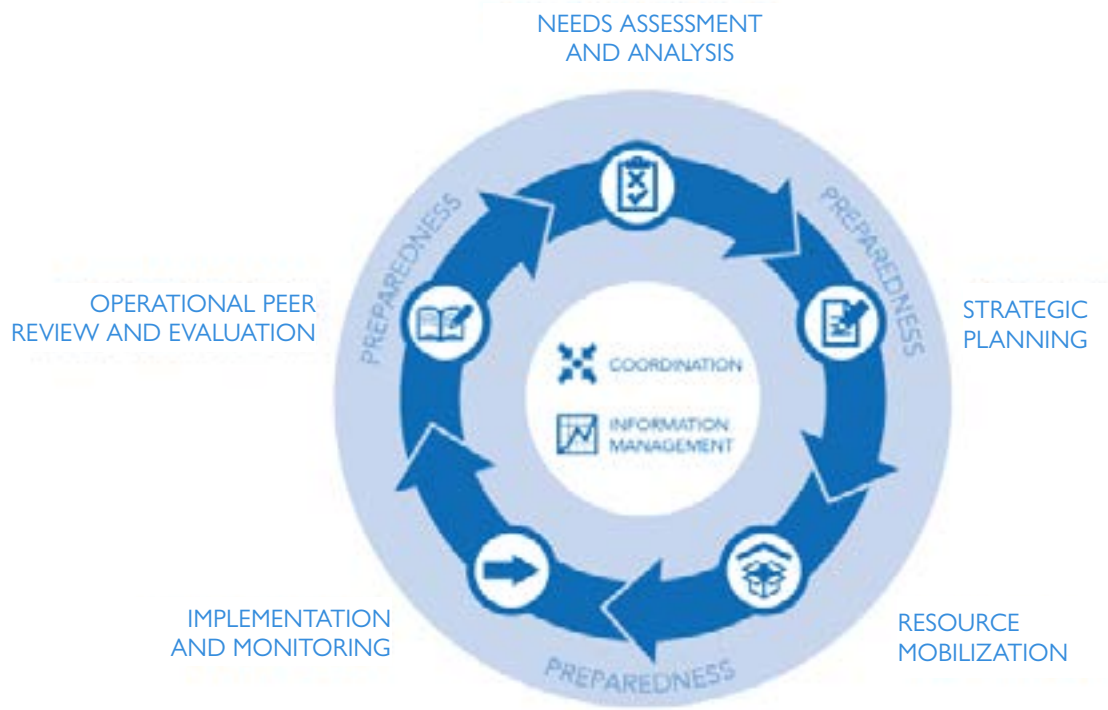 NEEDS ASSESSMENT
AND ANALYSIS
PREPAREDNESS
PREPAREDNESS
OPERATIONAL PEER
REVIEW AND EVALUATION
STRATEGIC
PLANNING
COORDINATION
INFORMATION
MANAGEMENT
IMPLEMENTATION
AND MONITORING
RESOURCE
MOBILIZATION
PREPAREDNESS